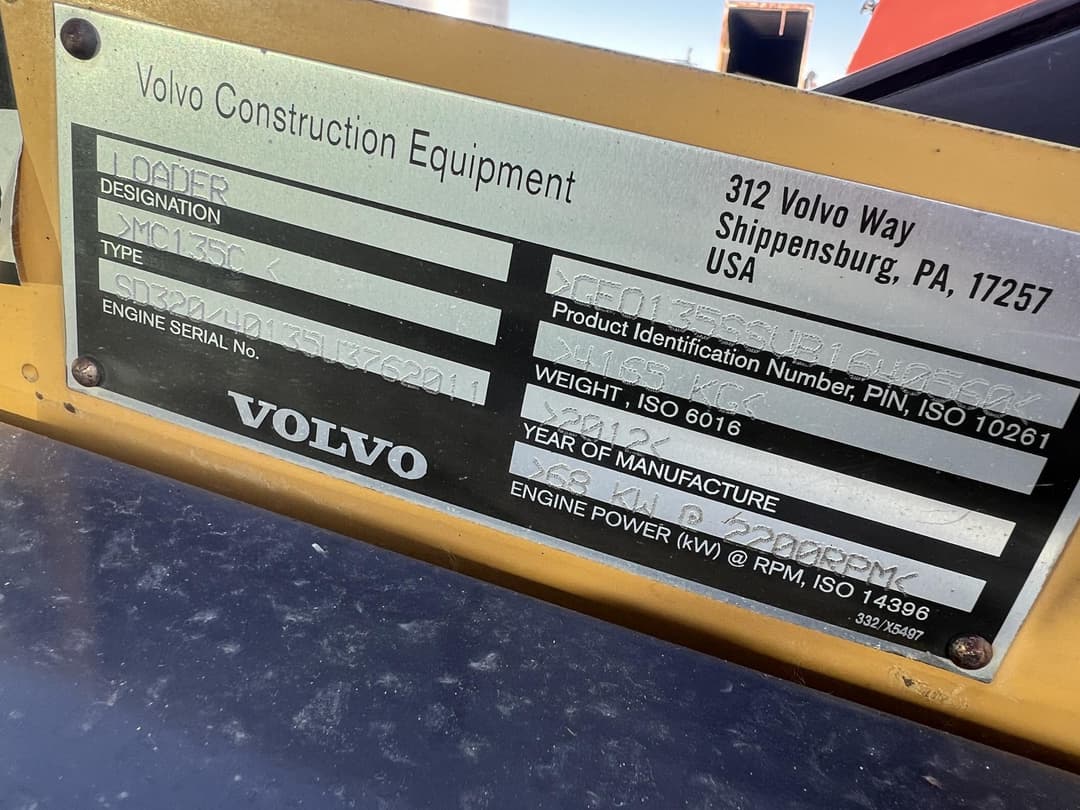 Volvo Construction Equipment
312 Volvo Way
Shippensburg, PA, 17257
USA
LOADER
DESIGNATION
>MC135C <
TYPE
SD320/40135U3762011
ENGINE SERIAL No.
VOLVO
Product Identification Number, PIN, ISO 10261
>4165 KG<
WEIGHT , ISO 6016
>2012<
YEAR OF MANUFACTURE
>68 KW @ 2200RPM<
ENGINE POWER (kW) @ RPM, ISO 14396
332/X5497